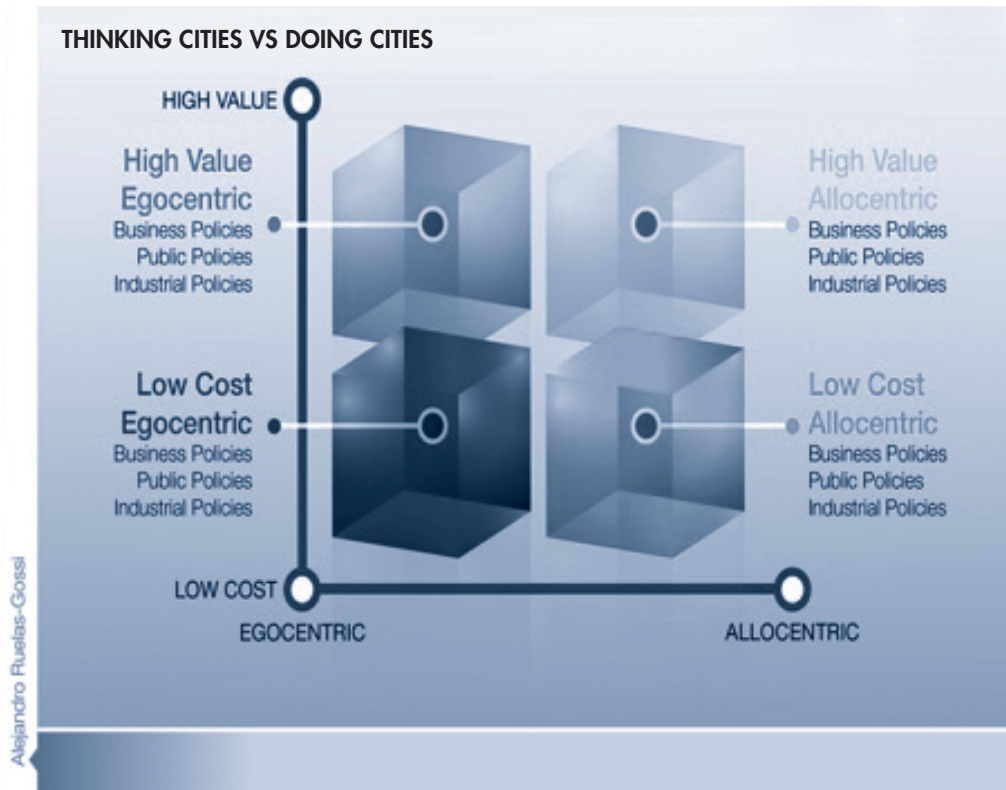 THINKING CITIES VS DOING CITIES
HIGH VALUE
High Value
Egocentric
Business Policies
Public Policies
Industrial Policies
High Value
Allocentric
Business Policies
Public Policies
Industrial Policies
Low Cost
Egocentric
Business Policies
Public Policies
Industrial Policies
Low Cost
Allocentric
Business Policies
Public Policies
Industrial Policies
LOW COST
EGOCENTRIC
ALLOCENTRIC
Alejandro Ruelas-Gossi